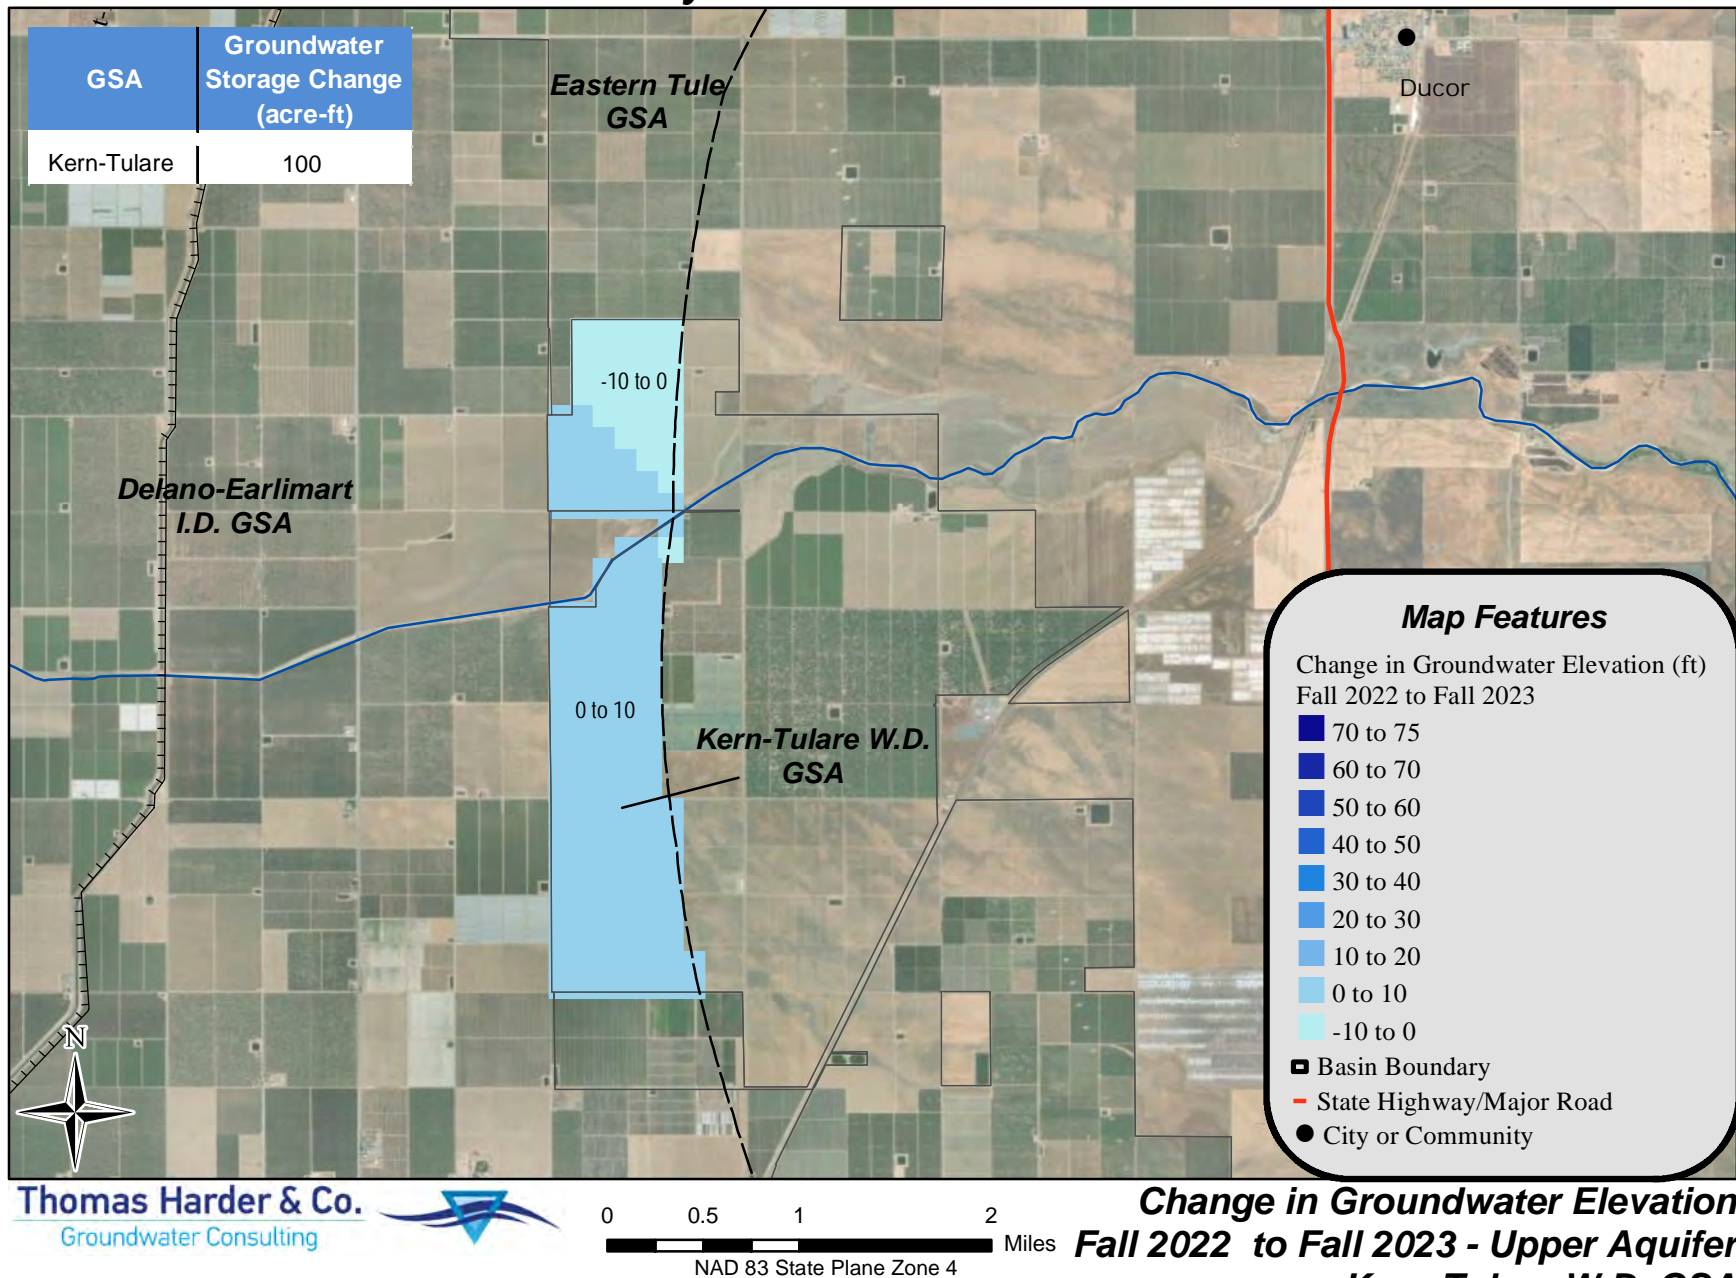 GSA
Groundwater
Storage Change
(acre-ft)
Kern-Tulare
100
Eastern Tule
GSA
Ducor
-10 to 0
Delano-Earlimart
I.D. GSA
0 to 10
Kern-Tulare W.D.
GSA
Map Features
Change in Groundwater Elevation (ft)
Fall 2022 to Fall 2023
70 to 75
60 to 70
50 to 60
40 to 50
30 to 40
20 to 30
10 to 20
0 to 10
-10 to 0
Basin Boundary
State Highway/Major Road
City or Community
N
Thomas Harder & Co.
Groundwater Consulting
0 0.5 1 2
Miles
NAD 83 State Plane Zone 4
Change in Groundwater Elevation
Fall 2022 to Fall 2023 - Upper Aquifer
Kern-Tulare W.D. GSA